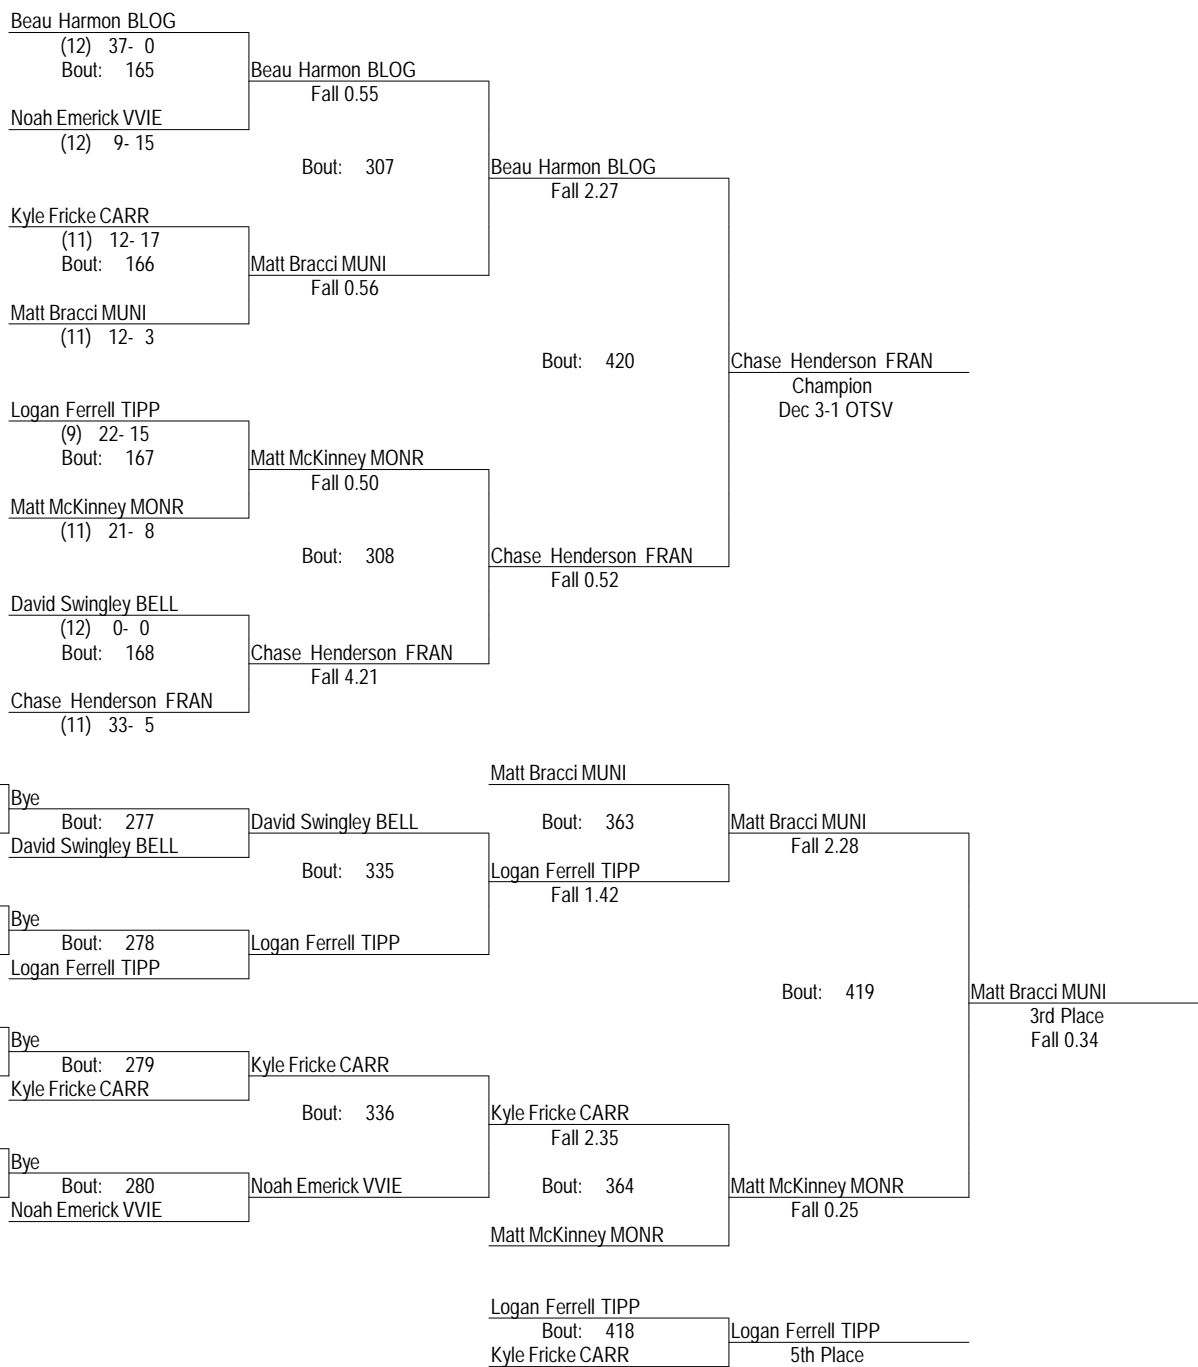 Beau Harmon BLOG
(12) 37- 0
Bout: 165
Beau Harmon BLOG
Fall 0.55
Noah Emerick VVIE
(12) 9- 15
Bout: 307
Beau Harmon BLOG
Fall 2.27
Kyle Fricke CARR
(11) 12- 17
Bout: 166
Matt Bracci MUNI
Fall 0.56
Matt Bracci MUNI
(11) 12- 3
Bout: 420
Chase Henderson FRAN
Champion
Dec 3-1 OTSV
Logan Ferrell TIPP
(9) 22- 15
Bout: 167
Matt McKinney MONR
Fall 0.50
Matt McKinney MONR
(11) 21- 8
Bout: 308
Chase Henderson FRAN
Fall 0.52
David Swingley BELL
(12) 0- 0
Bout: 168
Chase Henderson FRAN
Fall 4.21
Chase Henderson FRAN
(11) 33- 5
Matt Bracci MUNI
Bye
Bout: 277
David Swingley BELL
Bout: 363
Matt Bracci MUNI
Fall 2.28
David Swingley BELL
Bout: 335
Logan Ferrell TIPP
Fall 1.42
Bye
Bout: 278
Logan Ferrell TIPP
Logan Ferrell TIPP
Bout: 419
Matt Bracci MUNI
3rd Place
Fall 0.34
Bye
Bout: 279
Kyle Fricke CARR
Kyle Fricke CARR
Bout: 336
Kyle Fricke CARR
Fall 2.35
Bye
Bout: 280
Noah Emerick VVIE
Bout: 364
Matt McKinney MONR
Fall 0.25
Noah Emerick VVIE
Matt McKinney MONR
Logan Ferrell TIPP
Bout: 418
Logan Ferrell TIPP
Kyle Fricke CARR
5th Place